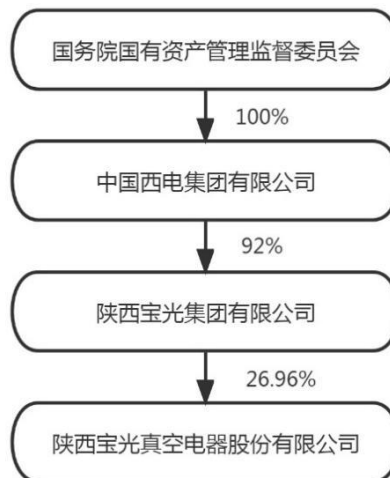 国务院国有资产管理监督委员会
100%
中国西电集团有限公司
92%
陕西宝光集团有限公司
26.96%
陕西宝光真空电器股份有限公司